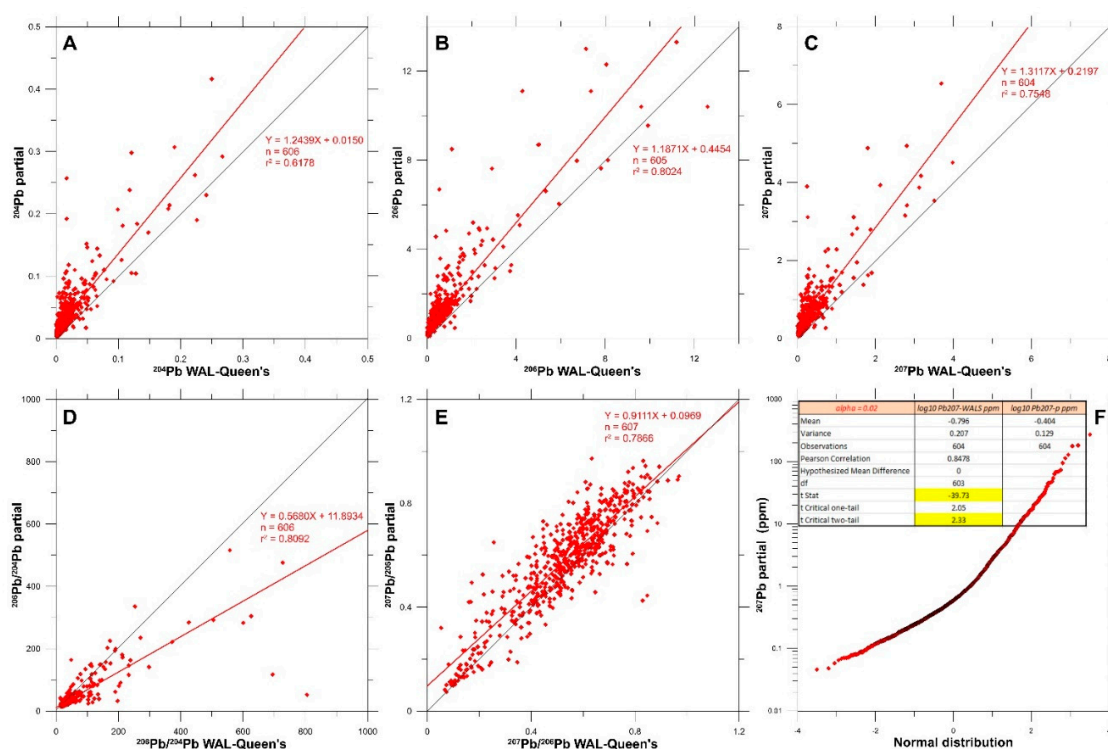 A
²⁰⁴Pb partial
0.5
0.4
0.3
0.2
0.1
0
Y = 1.2439X + 0.0150
n = 606
r² = 0.6178
0 0.1 0.2 0.3 0.4 0.5
²⁰⁴Pb WAL-Queen's
B
²⁰⁶Pb partial
12
8
4
0
Y = 1.1871X + 0.4454
n = 605
r² = 0.8024
0 4 8 12
²⁰⁶Pb WAL-Queen's
C
²⁰⁷Pb partial
8
6
4
2
0
Y = 1.3117X + 0.2197
n = 604
r² = 0.7548
0 2 4 6 8
²⁰⁷Pb WAL-Queen's
D
²⁰⁶Pb/²⁰⁴Pb partial
1000
800
600
400
200
0
Y = 0.5680X + 11.8934
n = 606
r² = 0.8092
0 200 400 600 800 1000
²⁰⁶Pb/²⁰⁴Pb WAL-Queen's
E
²⁰⁷Pb/²⁰⁶Pb partial
1.2
0.8
0.4
0
Y = 0.9111X + 0.0969
n = 607
r² = 0.7866
0 0.4 0.8 1.2
²⁰⁷Pb/²⁰⁶Pb WAL-Queen's
F
²⁰⁷Pb partial (ppm)
1000
100
10
1
0.1
0.01
alpha = 0.02 log10 Pb207-WALS ppm log10 Pb207-p ppm
Mean -0.796 -0.404
Variance 0.207 0.129
Observations 604 604
Pearson Correlation 0.8478
Hypothesized Mean Difference 0
df 603
t Stat -39.73
t Critical one-tail 2.05
t Critical two-tail 2.33
-4 -2 0 2 4
Normal distribution